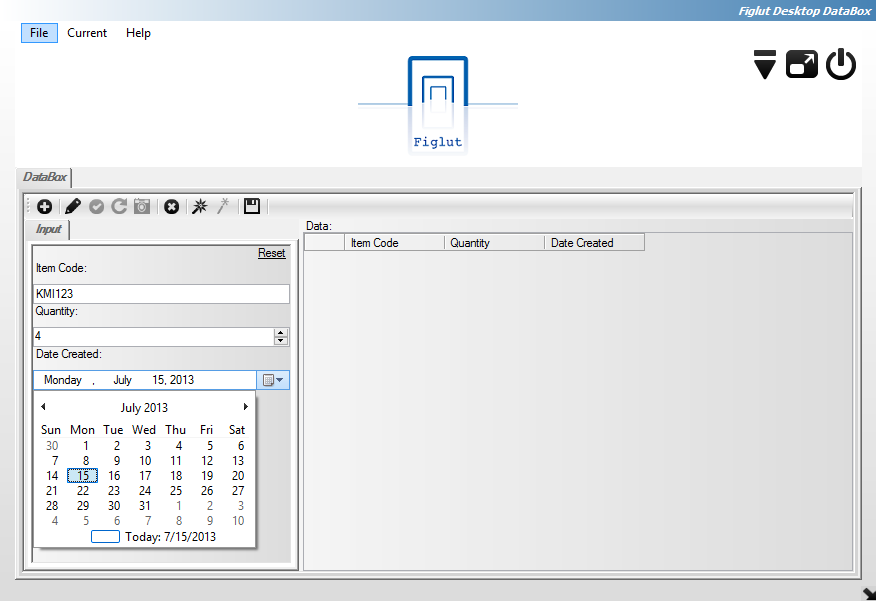 Figlut Desktop DataBox
File Current Help
Figlut
DataBox
Input
Data:
Item Code Quantity Date Created
Reset
Item Code:
KMI123
Quantity:
4
Date Created:
Monday , July 15, 2013
July 2013
Sun Mon Tue Wed Thu Fri Sat
30 1 2 3 4 5 6
7 8 9 10 11 12 13
14 15 16 17 18 19 20
21 22 23 24 25 26 27
28 29 30 31 1 2 3
4 5 6 7 8 9 10
Today: 7/15/2013